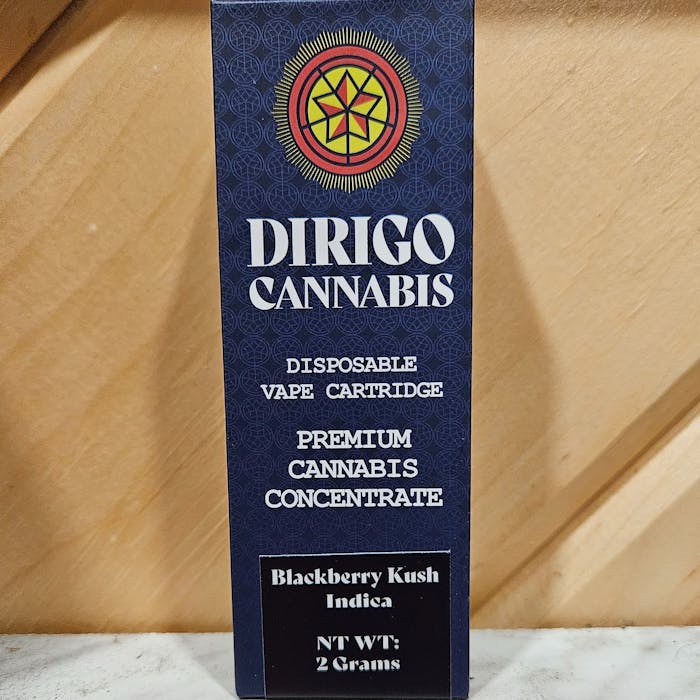 DIRIGO
CANNABIS
DISPOSABLE
VAPE CARTRIDGE
PREMIUM
CANNABIS
CONCENTRATE
Blackberry Kush
Indica
NT WT:
2 Grams